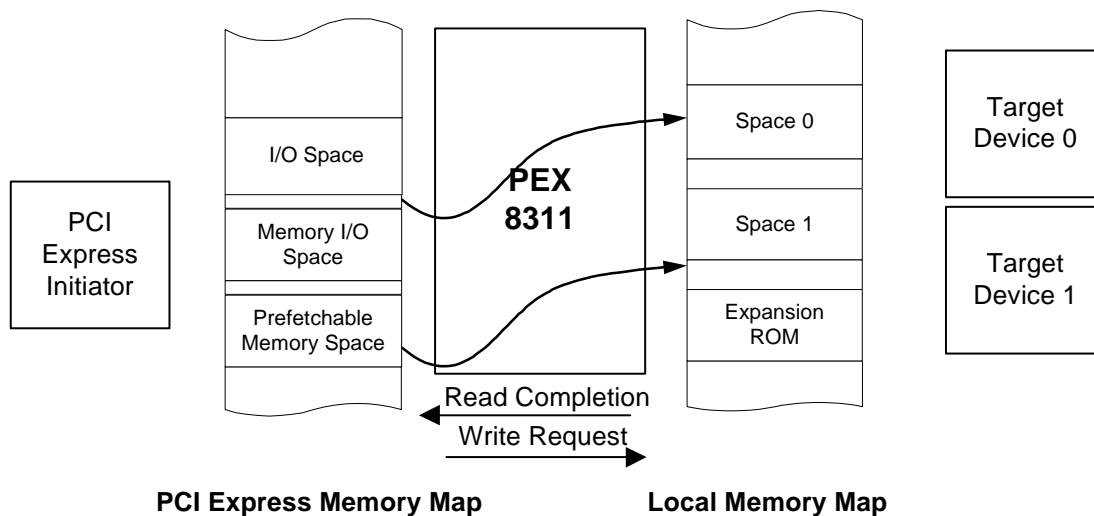 PCI
Express
Initiator
I/O Space
Memory I/O
Space
Prefetchable
Memory Space
PEX
8311
Space 0
Space 1
Expansion
ROM
Target
Device 0
Target
Device 1
Read Completion
Write Request
PCI Express Memory Map
Local Memory Map